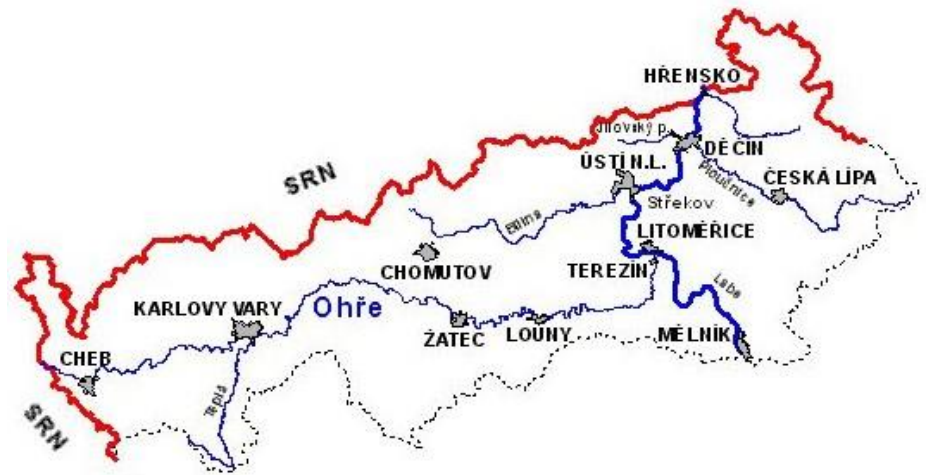 HŘENSKO
Jílovský p.
DĚČÍN
ÚSTÍ N.L.
Ploučnice
ČESKÁ LÍPA
SRN
Střekov
Bílina
LITOMĚŘICE
CHOMUTOV
TEREZÍN
Labe
KARLOVY VARY
Ohře
ŽATEC
LOUNY
MĚLNÍK
CHEB
Teplá
SRN